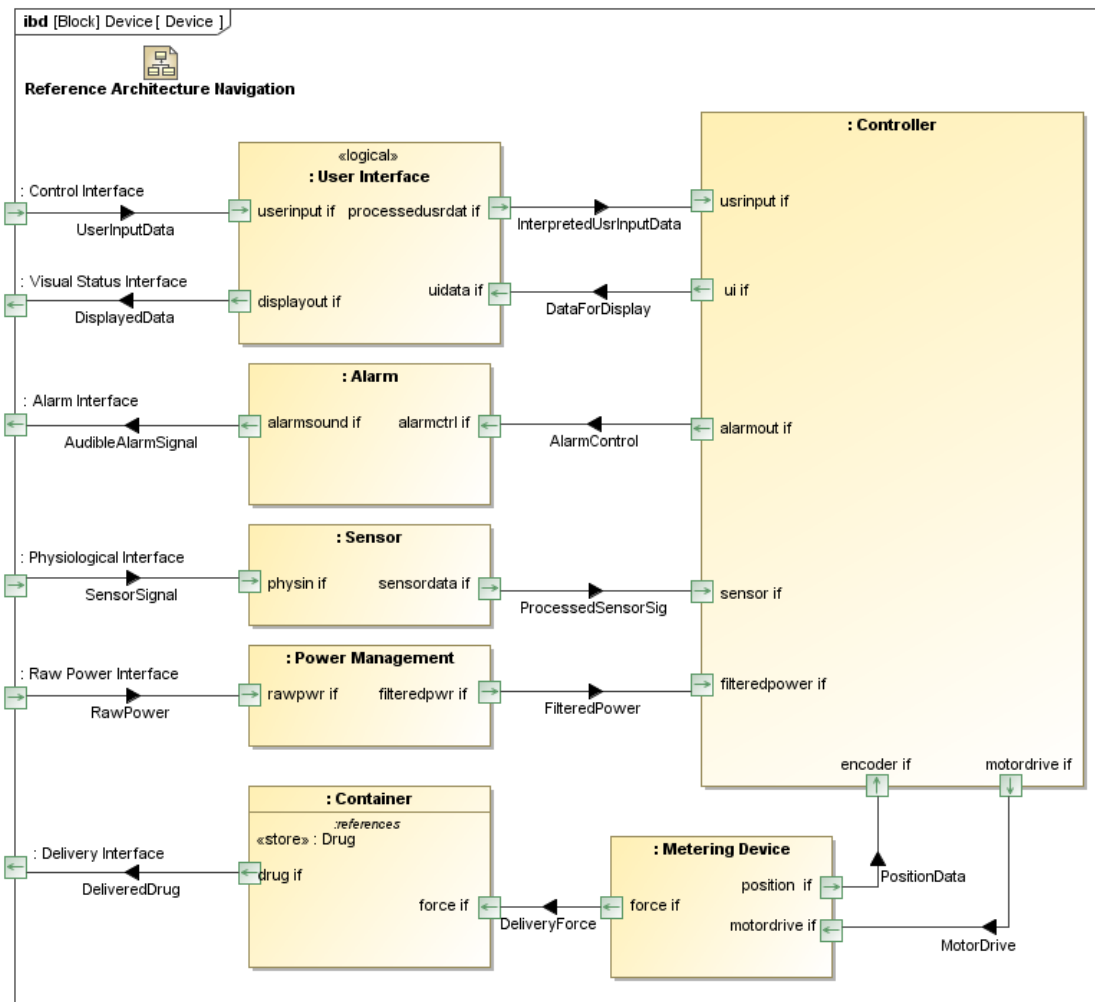 ibd [Block] Device [ Device ]
Reference Architecture Navigation
: Control Interface
UserInputData
: Visual Status Interface
DisplayedData
«logical»
: User Interface
userinput if
processedusrdat if
displayout if
uidata if
InterpretedUsrInputData
DataForDisplay
: Controller
usrinput if
ui if
alarmout if
sensor if
filteredpower if
encoder if
motordrive if
: Alarm Interface
AudibleAlarmSignal
: Alarm
alarmsound if
alarmctrl if
AlarmControl
: Physiological Interface
SensorSignal
: Sensor
physin if
sensordata if
ProcessedSensorSig
: Raw Power Interface
RawPower
: Power Management
rawpwr if
filteredpwr if
FilteredPower
: Delivery Interface
DeliveredDrug
: Container
:references
«store» : Drug
drug if
force if
DeliveryForce
: Metering Device
position if
force if
motordrive if
PositionData
MotorDrive